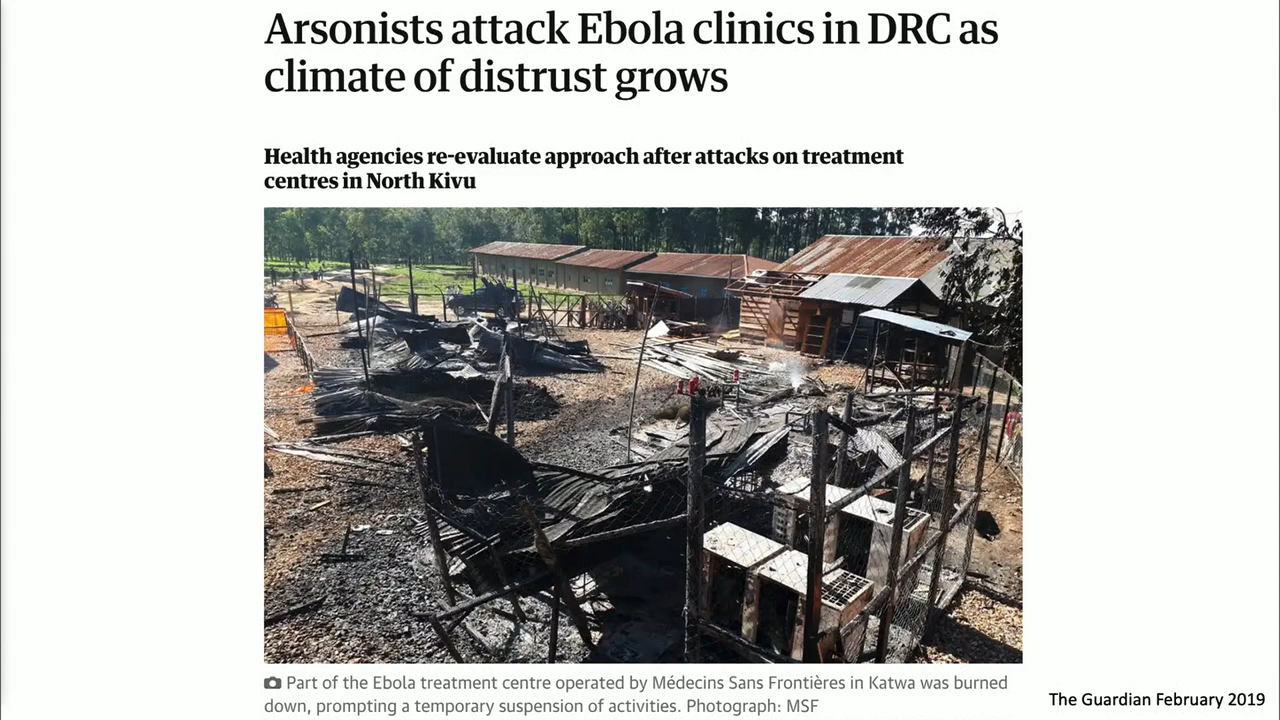 Arsonists attack Ebola clinics in DRC as
climate of distrust grows
Health agencies re-evaluate approach after attacks on treatment
centres in North Kivu
Part of the Ebola treatment centre operated by Médecins Sans Frontières in Katwa was burned
down, prompting a temporary suspension of activities. Photograph: MSF
The Guardian February 2019